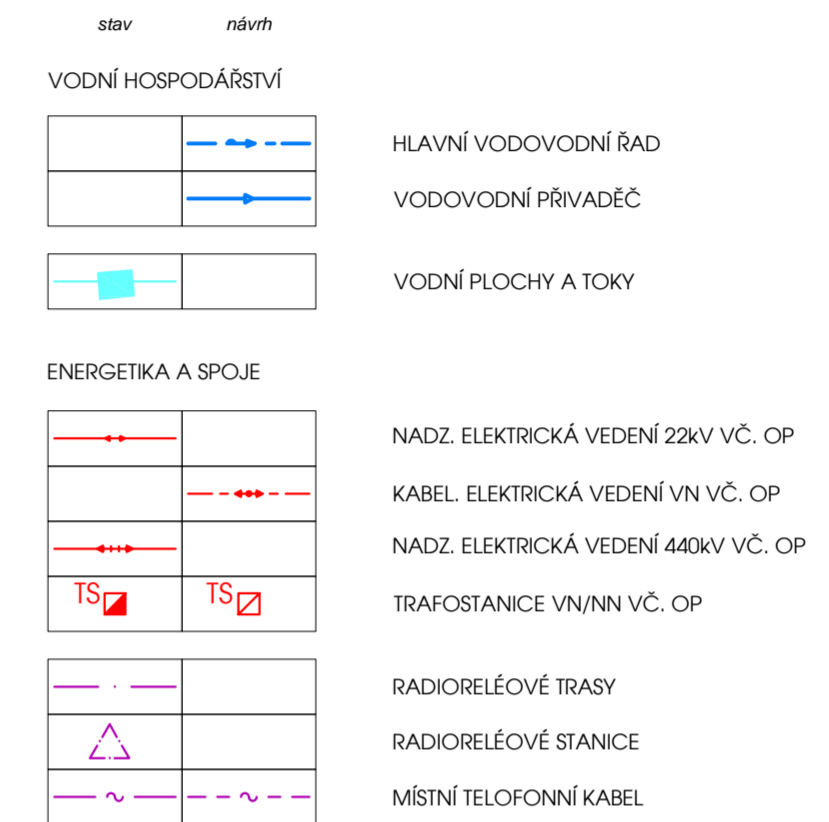 stav návrh
VODNÍ HOSPODÁŘSTVÍ
HLAVNÍ VODOVODNÍ ŘAD
VODOVODNÍ PŘIVADĚČ
VODNÍ PLOCHY A TOKY
ENERGETIKA A SPOJE
NADZ. ELEKTRICKÁ VEDENÍ 22kV VČ. OP
KABEL. ELEKTRICKÁ VEDENÍ VN VČ. OP
NADZ. ELEKTRICKÁ VEDENÍ 440kV VČ. OP
TS TS TRAFOSTANICE VN/NN VČ. OP
RADIORELÉOVÉ TRASY
RADIORELÉOVÉ STANICE
MÍSTNÍ TELOFONNÍ KABEL